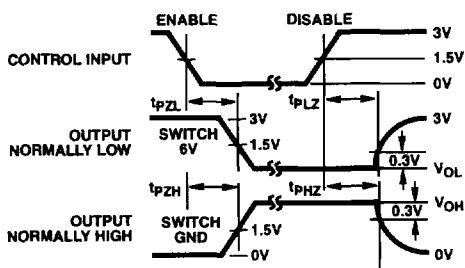 ENABLE
DISABLE
CONTROL INPUT
3V
1.5V
0V
tPZL
tPLZ
OUTPUT
NORMALLY LOW
SWITCH
6V
3V
1.5V
3V
0.3V
VOL
tPZH
tPHZ
OUTPUT
NORMALLY HIGH
SWITCH
GND
1.5V
0V
VOH
0.3V
0V